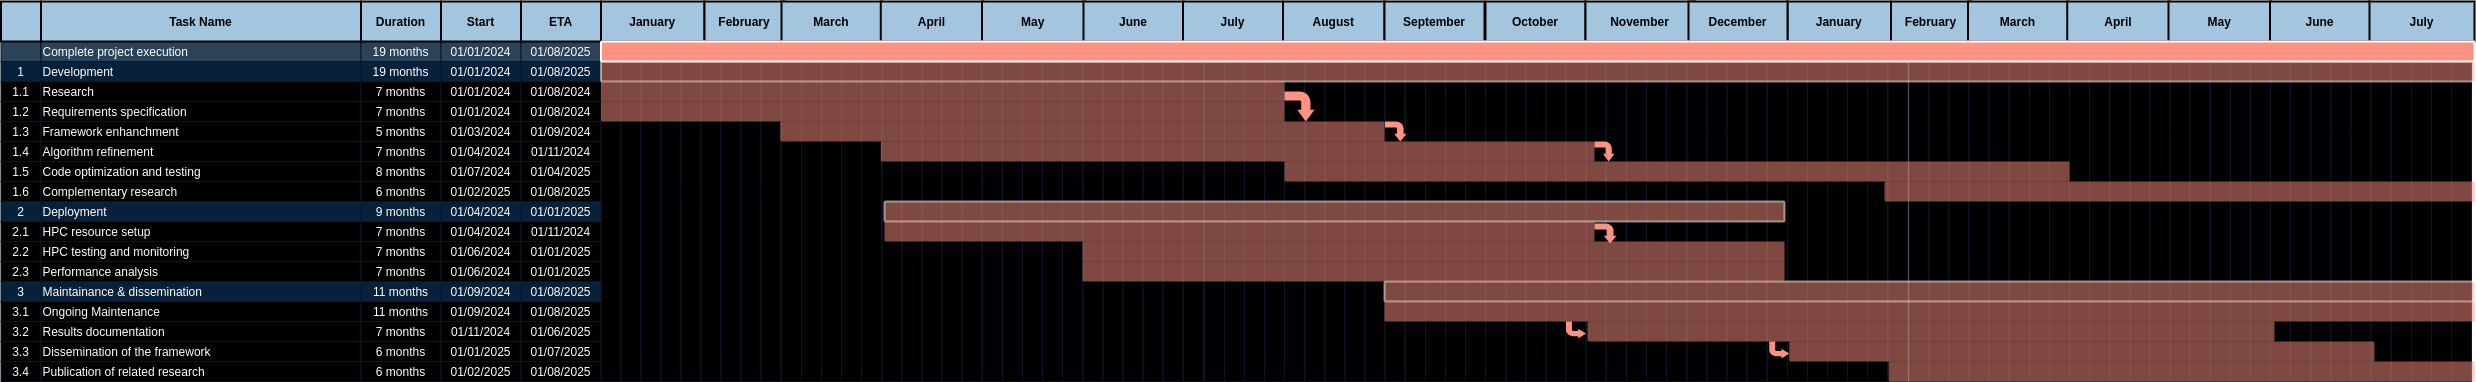 Task Name Duration Start ETA January February March April May June July August September October November December January February March April May June July
Complete project execution 19 months 01/01/2024 01/08/2025
1 Development 19 months 01/01/2024 01/08/2025
1.1 Research 7 months 01/01/2024 01/08/2024
1.2 Requirements specification 7 months 01/01/2024 01/08/2024
1.3 Framework enhanchment 5 months 01/03/2024 01/09/2024
1.4 Algorithm refinement 7 months 01/04/2024 01/11/2024
1.5 Code optimization and testing 8 months 01/07/2024 01/04/2025
1.6 Complementary research 6 months 01/02/2025 01/08/2025
2 Deployment 9 months 01/04/2024 01/01/2025
2.1 HPC resource setup 7 months 01/04/2024 01/11/2024
2.2 HPC testing and monitoring 7 months 01/06/2024 01/01/2025
2.3 Performance analysis 7 months 01/06/2024 01/01/2025
3 Maintainance & dissemination 11 months 01/09/2024 01/08/2025
3.1 Ongoing Maintenance 11 months 01/09/2024 01/08/2025
3.2 Results documentation 7 months 01/11/2024 01/06/2025
3.3 Dissemination of the framework 6 months 01/01/2025 01/07/2025
3.4 Publication of related research 6 months 01/02/2025 01/08/2025